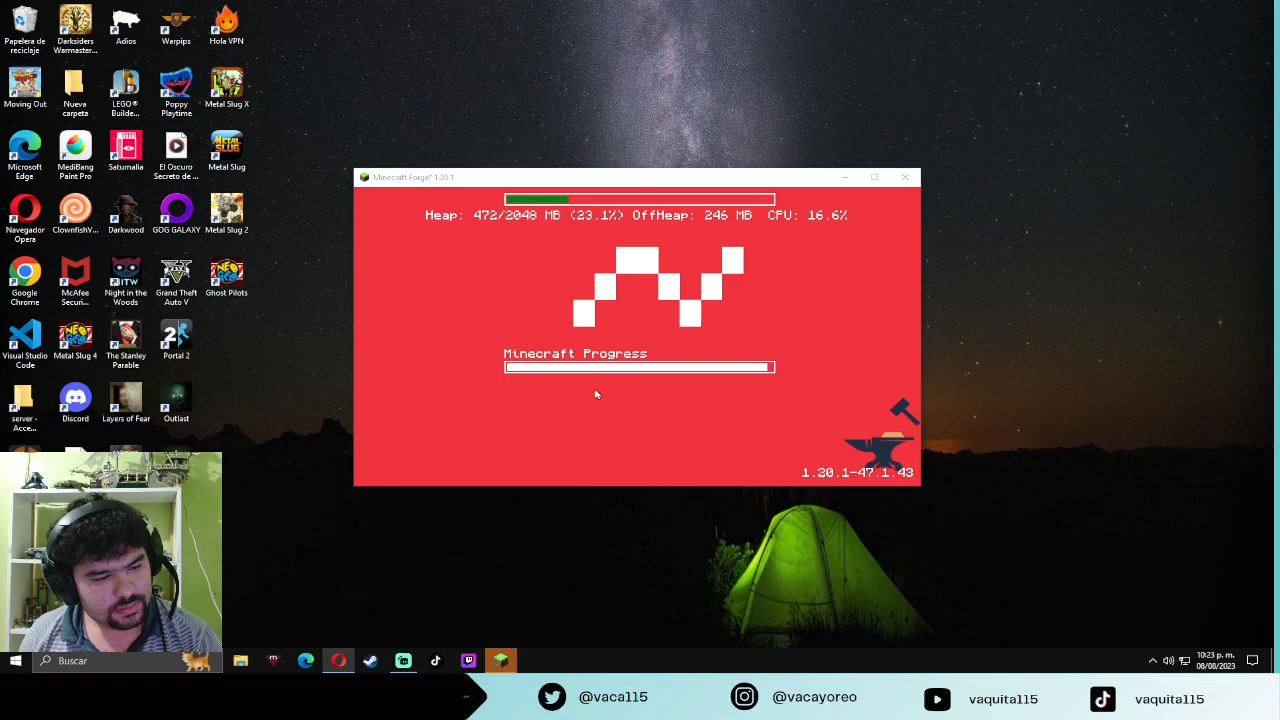 Papelera de
reciclaje
Darksiders
Warmaster...
Adios
Warpips
Hola VPN
Moving Out
Nueva
carpeta
LEGO®
Builde...
Poppy
Playtime
Metal Slug X
Microsoft
Edge
MediBang
Paint Pro
Saturnalia
El Oscuro
Secreto de ...
Metal Slug
Navegador
Opera
ClownfishV...
Darkwood
GOG GALAXY
Metal Slug 2
Google
Chrome
McAfee
Securi...
Night in the
Woods
Grand Theft
Auto V
Ghost Pilots
Visual Studio
Code
Metal Slug 4
The Stanley
Parable
Portal 2
server -
Acce...
Discord
Layers of Fear
Outlast
Minecraft Forge* 1.20.1
Heap: 472/2048 MB (23.1%) OffHeap: 246 MB CPU: 16.6%
Minecraft Progress
1.20.1-47.1.43
Buscar
10:23 p. m.
08/08/2023
@vaca115
@vacayoreo
vaquita115
vaquita115